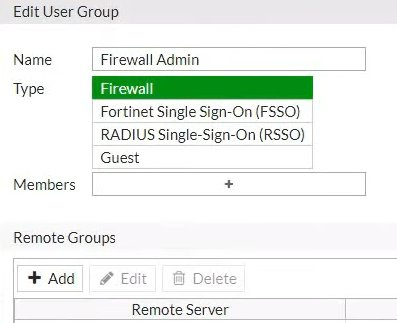 Edit User Group
Name Firewall Admin
Type Firewall
Fortinet Single Sign-On (FSSO)
RADIUS Single-Sign-On (RSSO)
Guest
Members +
Remote Groups
+ Add Edit Delete
Remote Server